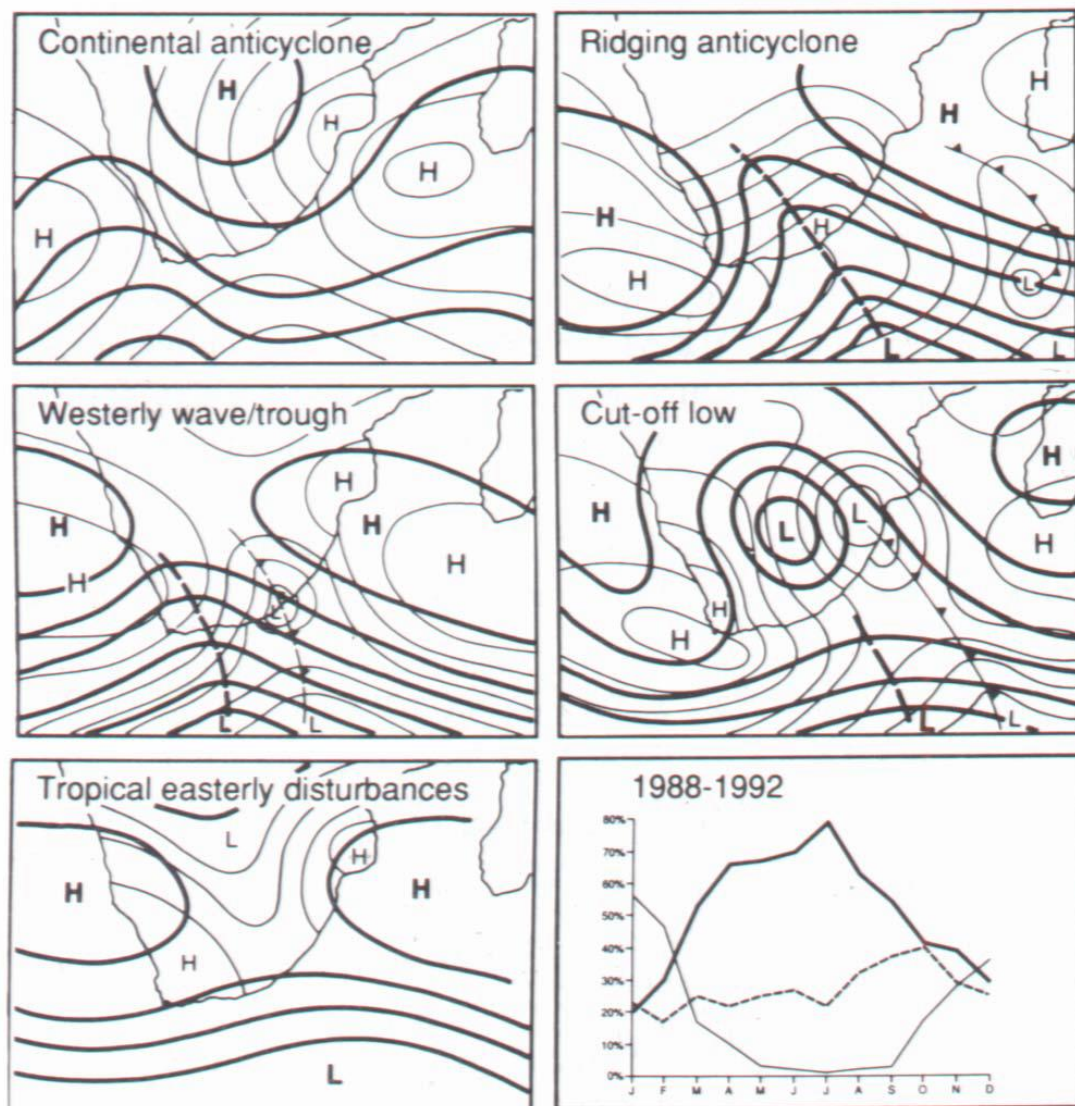 Continental anticyclone
H
H
H
H
Ridging anticyclone
H
H
H
H
H
L
L
L
Westerly wave/trough
H
H
H
H
H
L
L
L
Cut-off low
H
H
L
L
H
H
H
L
L
Tropical easterly disturbances
L
H
H
H
H
L
1988-1992
80%
70%
60%
50%
40%
30%
20%
10%
0%
J F M A M J J A S O N D